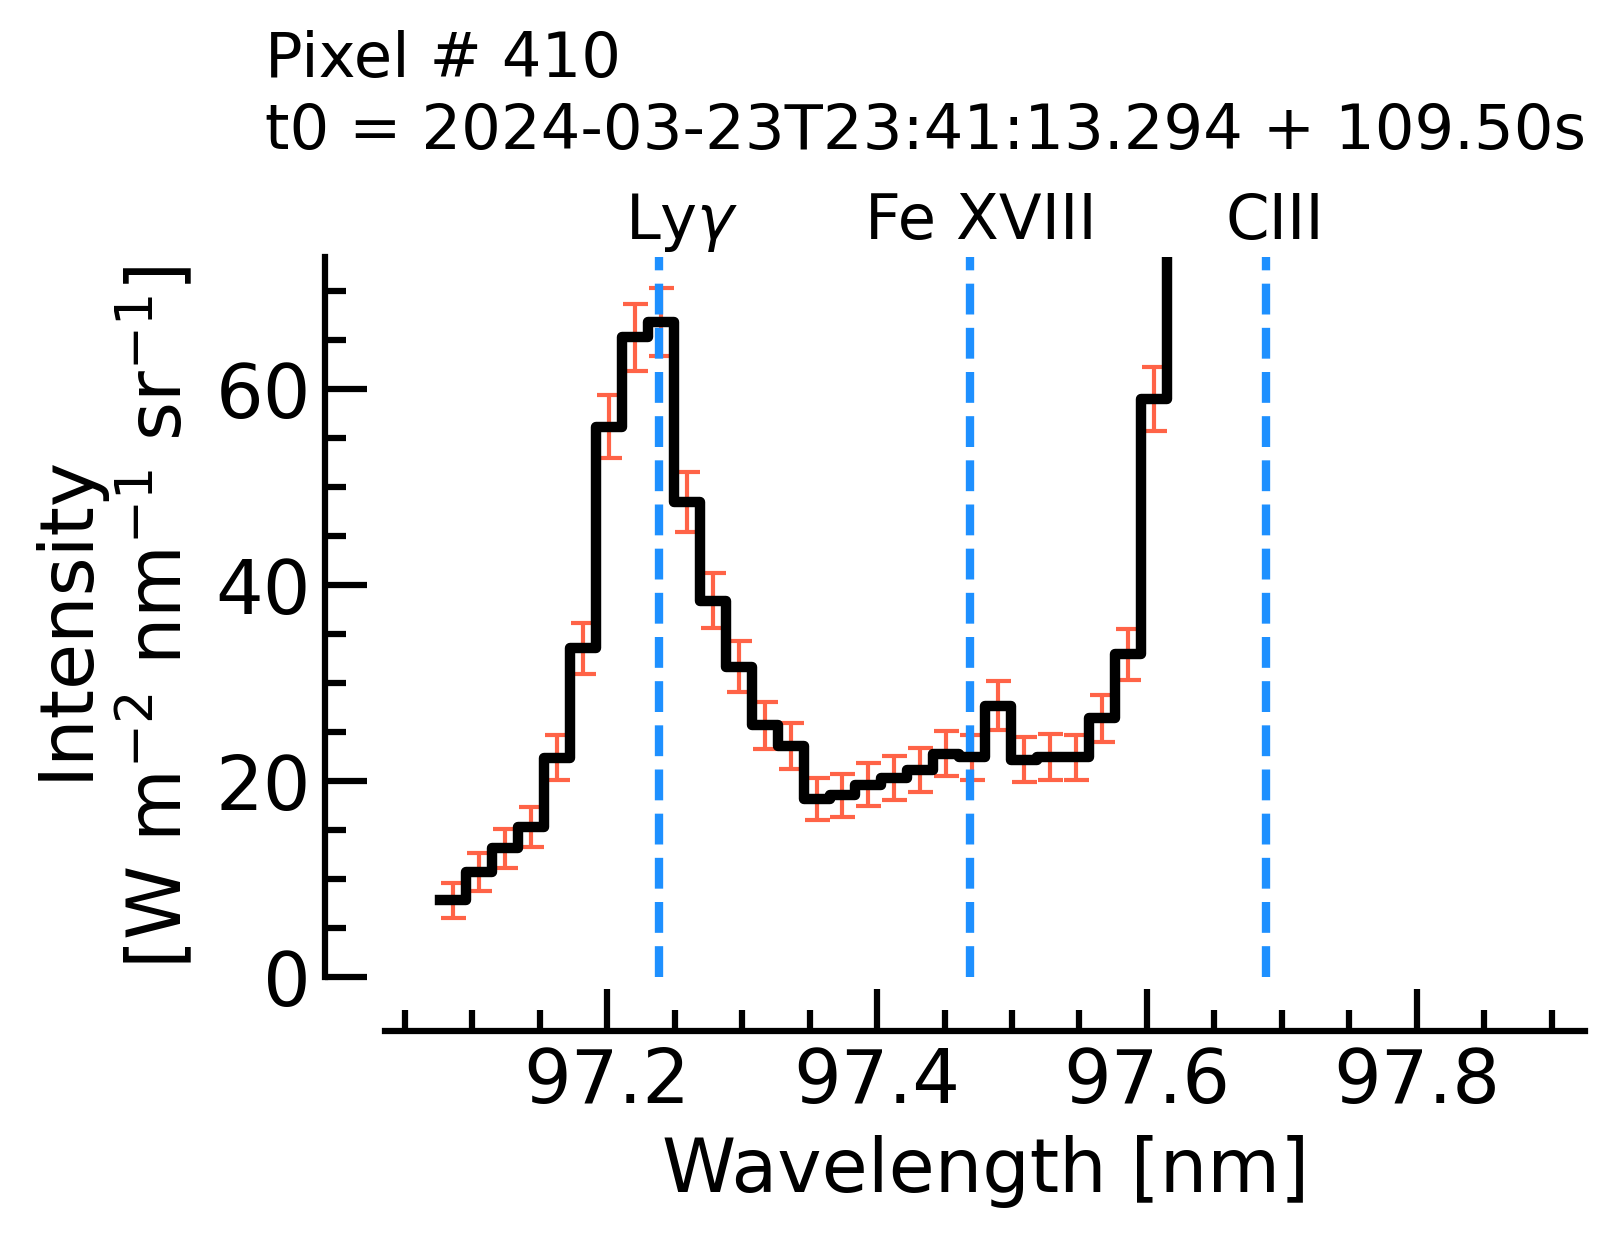 Pixel # 410
t0 = 2024-03-23T23:41:13.294 + 109.50s
Lyγ Fe XVIII CIII
Intensity
[W m⁻² nm⁻¹ sr⁻¹]
60
40
20
0
97.2 97.4 97.6 97.8
Wavelength [nm]